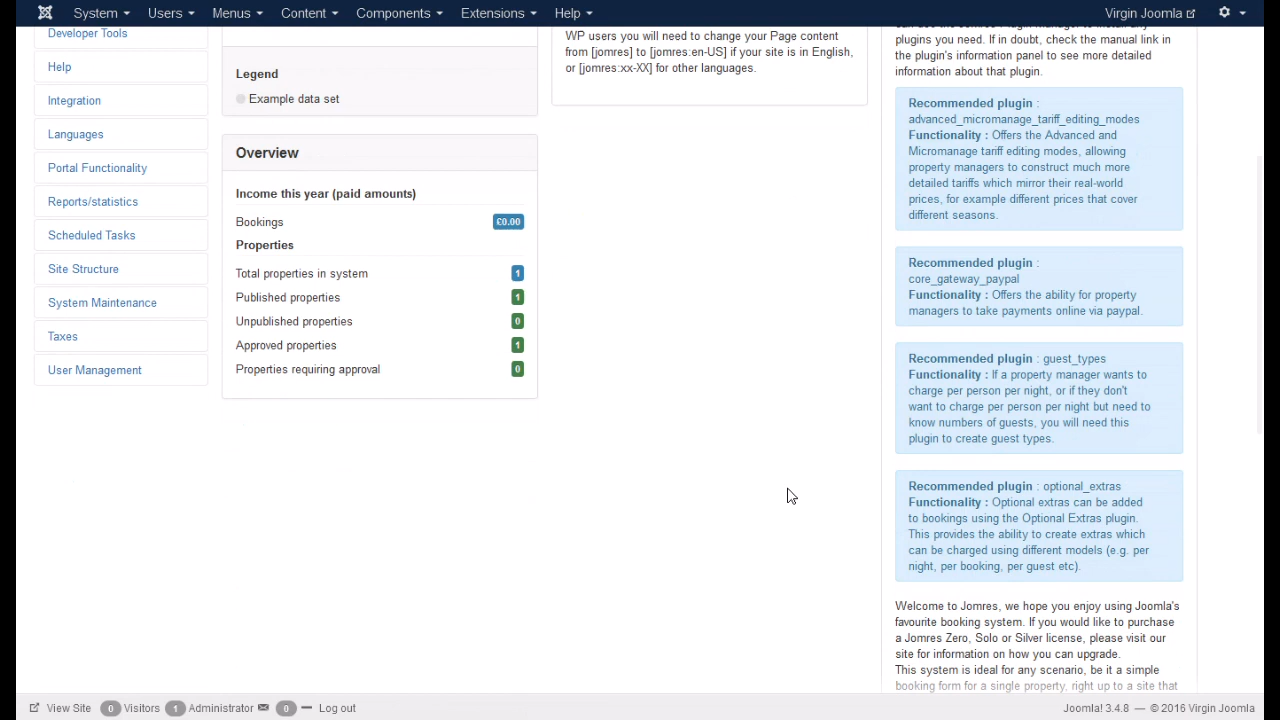 System
Users
Menus
Content
Components
Extensions
Help
Virgin Joomla
Developer Tools
Help
Integration
Languages
Portal Functionality
Reports/statistics
Scheduled Tasks
Site Structure
System Maintenance
Taxes
User Management
Legend
Example data set
Overview
Income this year (paid amounts)
Bookings £0.00
Properties
Total properties in system 1
Published properties 1
Unpublished properties 0
Approved properties 1
Properties requiring approval 0
WP users you will need to change your Page content
from [jomres] to [jomres:en-US] if your site is in English,
or [jomres:xx-XX] for other languages.
plugins you need. If in doubt, check the manual link in
the plugin's information panel to see more detailed
information about that plugin.
Recommended plugin :
advanced_micromanage_tariff_editing_modes
Functionality : Offers the Advanced and
Micromanage tariff editing modes, allowing
property managers to construct much more
detailed tariffs which mirror their real-world
prices, for example different prices that cover
different seasons.
Recommended plugin :
core_gateway_paypal
Functionality : Offers the ability for property
managers to take payments online via paypal.
Recommended plugin : guest_types
Functionality : If a property manager wants to
charge per person per night, or if they don't
want to charge per person per night but need to
know numbers of guests, you will need this
plugin to create guest types.
Recommended plugin : optional_extras
Functionality : Optional extras can be added
to bookings using the Optional Extras plugin.
This provides the ability to create extras which
can be charged using different models (e.g. per
night, per booking, per guest etc).
Welcome to Jomres, we hope you enjoy using Joomla's
favourite booking system. If you would like to purchase
a Jomres Zero, Solo or Silver license, please visit our
site for information on how you can upgrade.
This system is ideal for any scenario, be it a simple
booking form for a single property, right up to a site that
View Site 0 Visitors 1 Administrator 0 Log out
Joomla! 3.4.8 — © 2016 Virgin Joomla